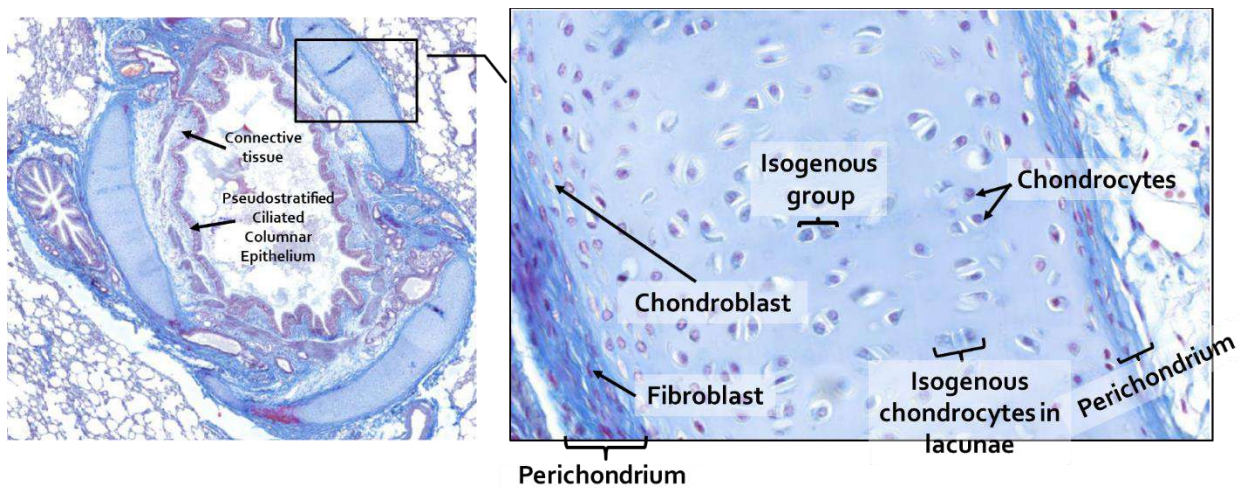 Connective
tissue
Pseudostratified
Ciliated
Columnar
Epithelium
Isogenous
group
Chondrocytes
Chondroblast
Fibroblast
Isogenous
chondrocytes in
lacunae
Perichondrium
Perichondrium